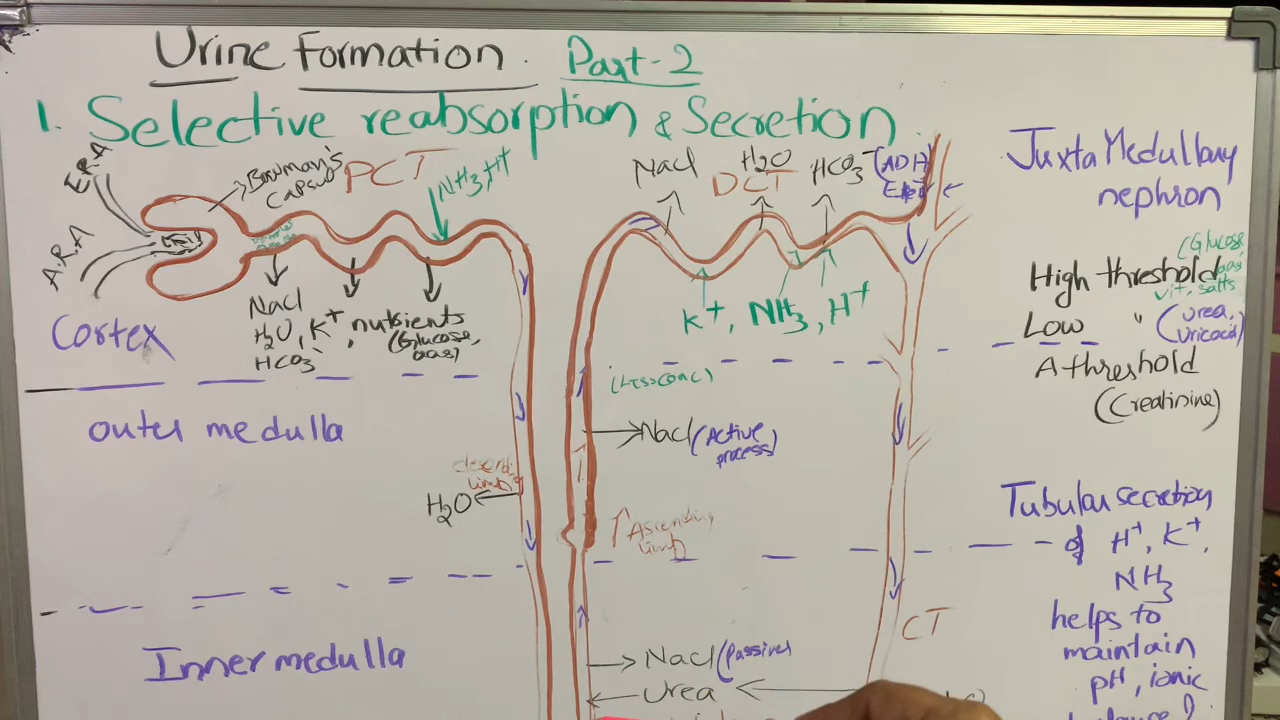 Urine Formation. Part-2
1. Selective reabsorption & Secretion
E.R.A
Bowman's
capsule
PCT
NH3, H+
NaCl
H2O
HCO3-
DCT
(ADH)
Juxta Medullary
nephron
A.R.A
NaCl
H2O, K+, nutrients
HCO3-
(Glucose,
aas)
K+, NH3, H+
(Glucose,
aas,
vit, salts
High threshold
Low " (urea,
uricacid)
A threshold
(Creatinine)
Cortex
outer medulla
(Less conc)
NaCl (Active
process)
limb
H2O
Ascending
limb
Tubular secretion
of H+, K+,
NH3
helps to
maintain
pH, ionic
CT
Inner medulla
NaCl (Passive
Urea